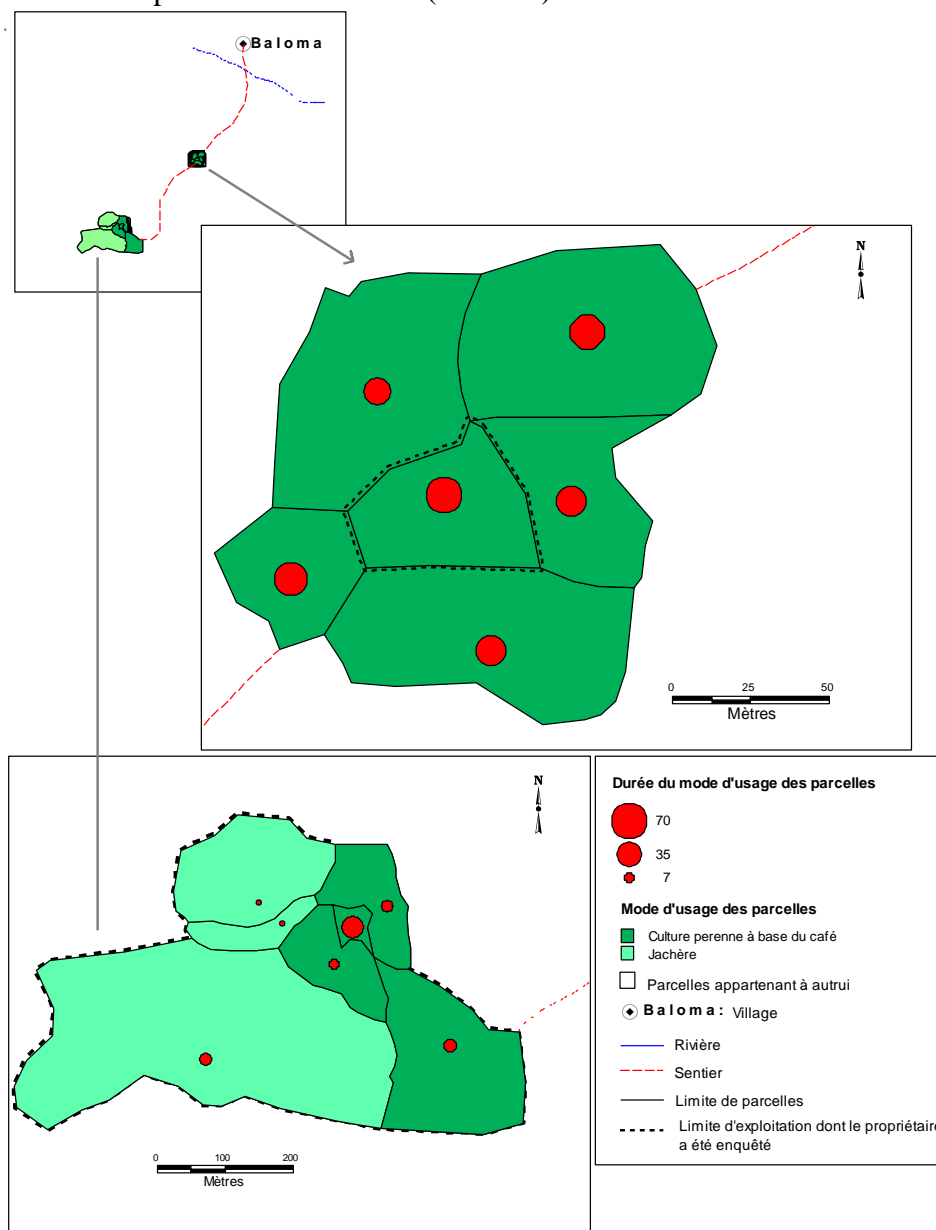 Baloma
N
0 25 50
Mètres
N
0 100 200
Mètres
Durée du mode d'usage des parcelles
70
35
7
Mode d'usage des parcelles
Culture perenne à base du café
Jachère
Parcelles appartenant à autrui
Baloma: Village
Rivière
Sentier
Limite de parcelles
Limite d'exploitation dont le propriétaire
a été enquêté